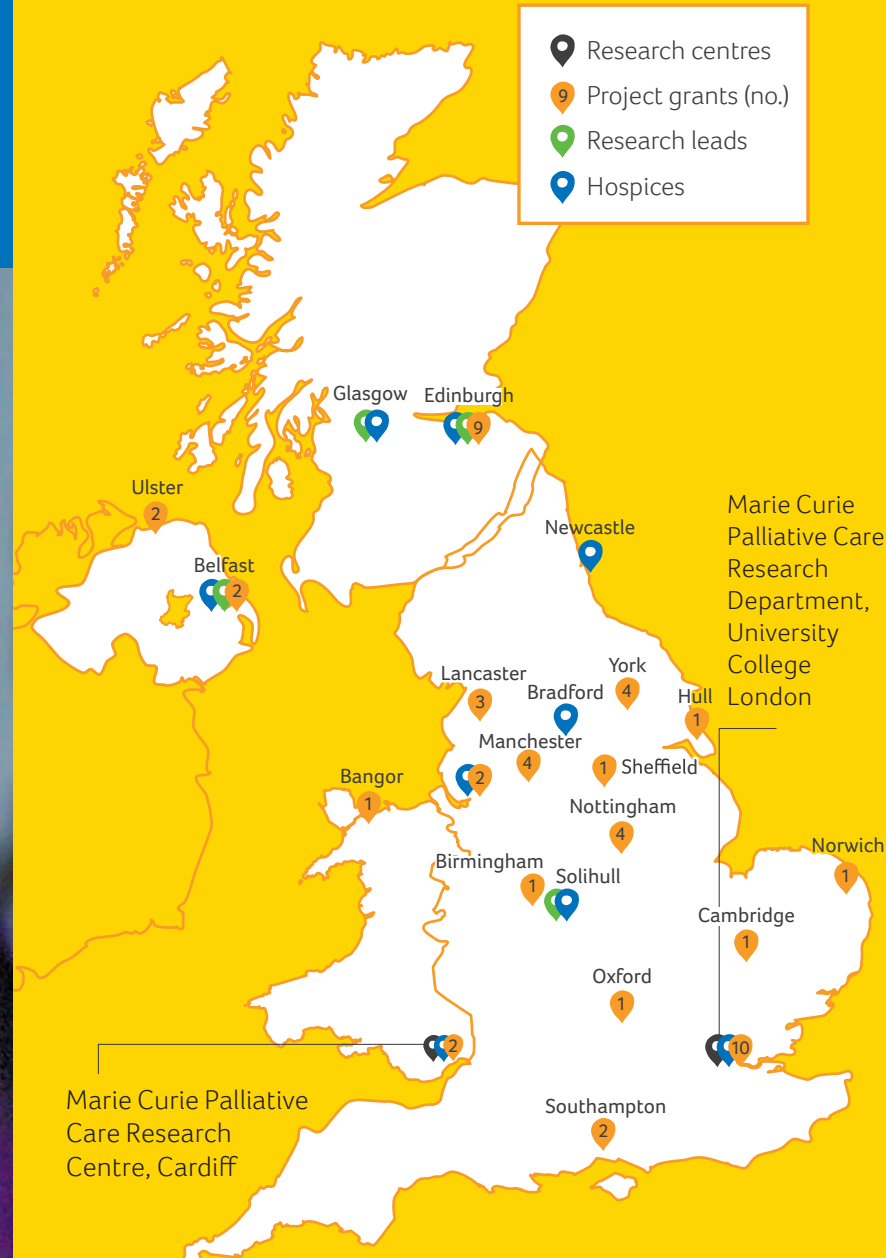 Research centres
9 Project grants (no.)
Research leads
Hospices
Glasgow
Edinburgh
9
Ulster
2
Newcastle
Belfast
2
Marie Curie
Palliative Care
Research
Department,
University
College
London
Lancaster
3
Bradford
York
4
Hull
1
Manchester
4
2
1
Sheffield
Bangor
1
Nottingham
4
Birmingham
1
Solihull
Norwich
1
Cambridge
1
Oxford
1
2
10
Marie Curie Palliative
Care Research
Centre, Cardiff
Southampton
2